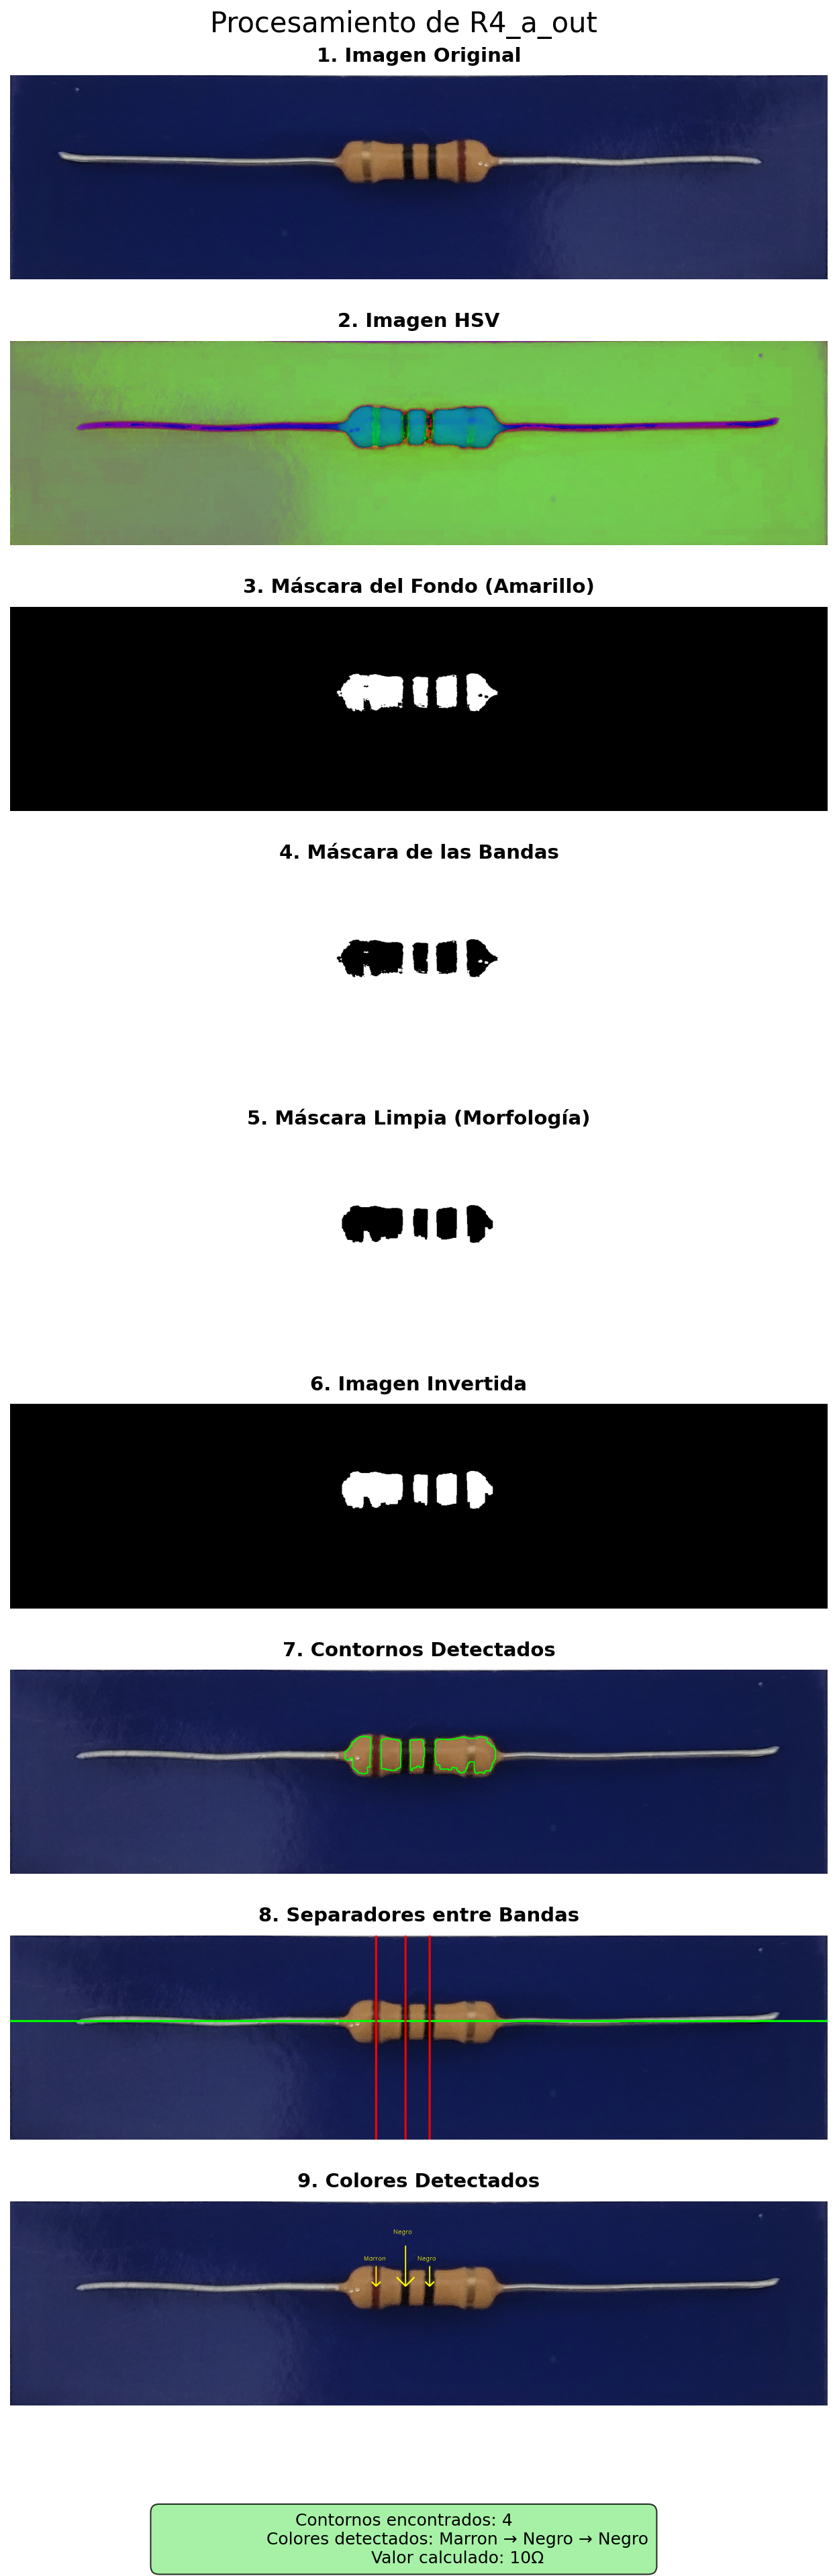 Procesamiento de R4_a_out
1. Imagen Original
2. Imagen HSV
3. Máscara del Fondo (Amarillo)
4. Máscara de las Bandas
5. Máscara Limpia (Morfología)
6. Imagen Invertida
7. Contornos Detectados
8. Separadores entre Bandas
9. Colores Detectados
Negro
Marron Negro
Contornos encontrados: 4
Colores detectados: Marron → Negro → Negro
Valor calculado: 10Ω